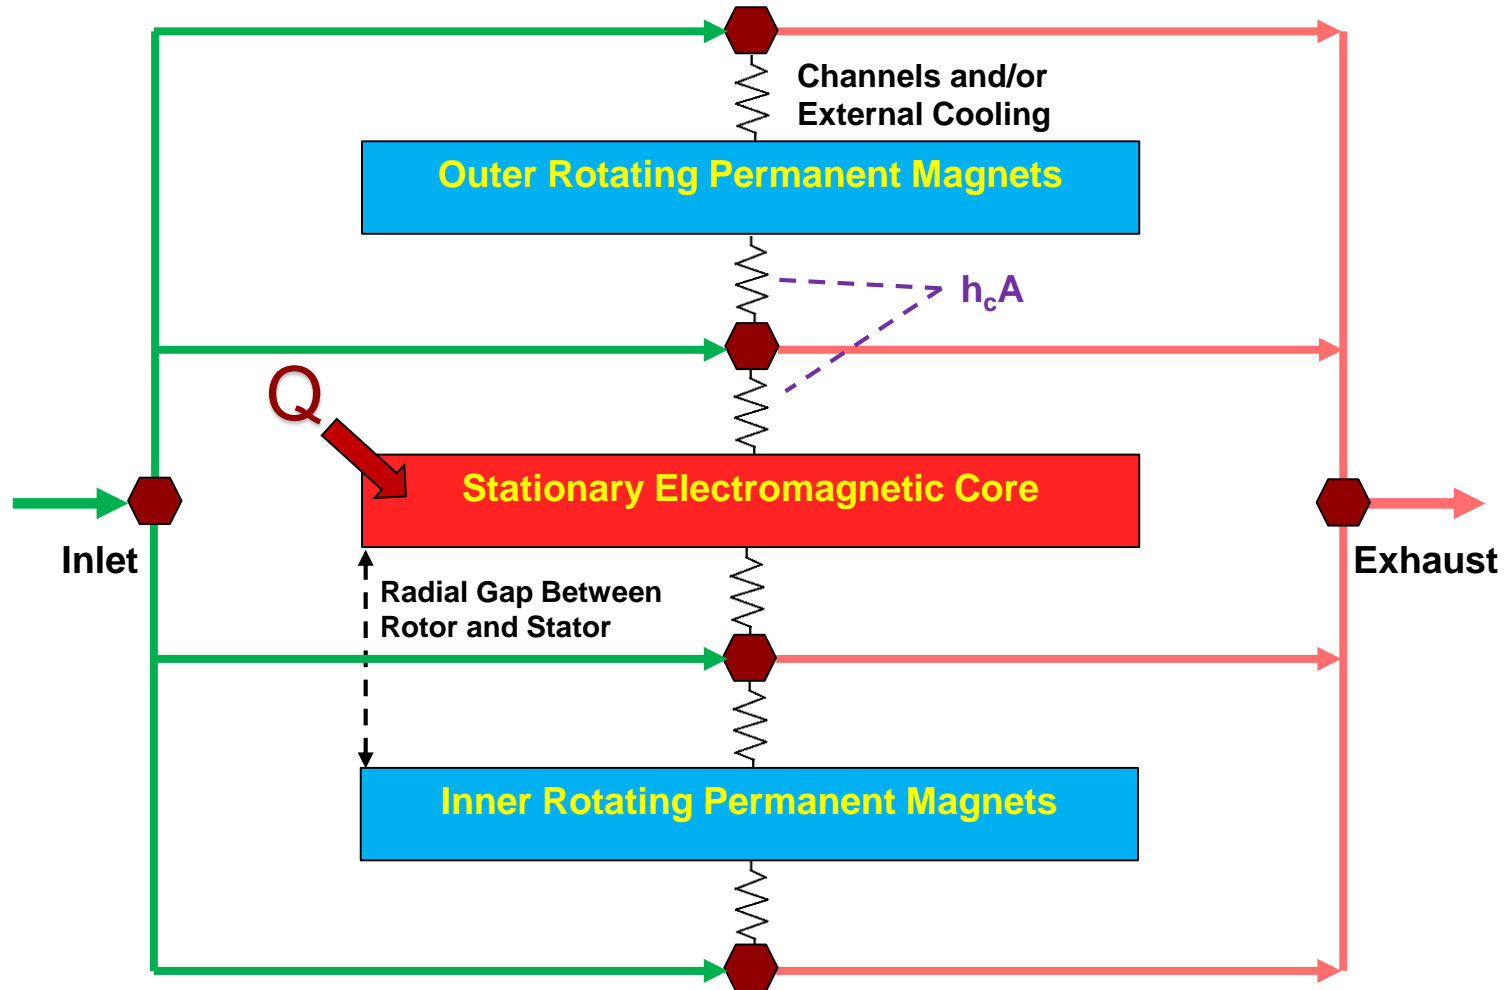 Channels and/or
External Cooling
Outer Rotating Permanent Magnets
h_cA
Q
Stationary Electromagnetic Core
Inlet
Exhaust
Radial Gap Between
Rotor and Stator
Inner Rotating Permanent Magnets